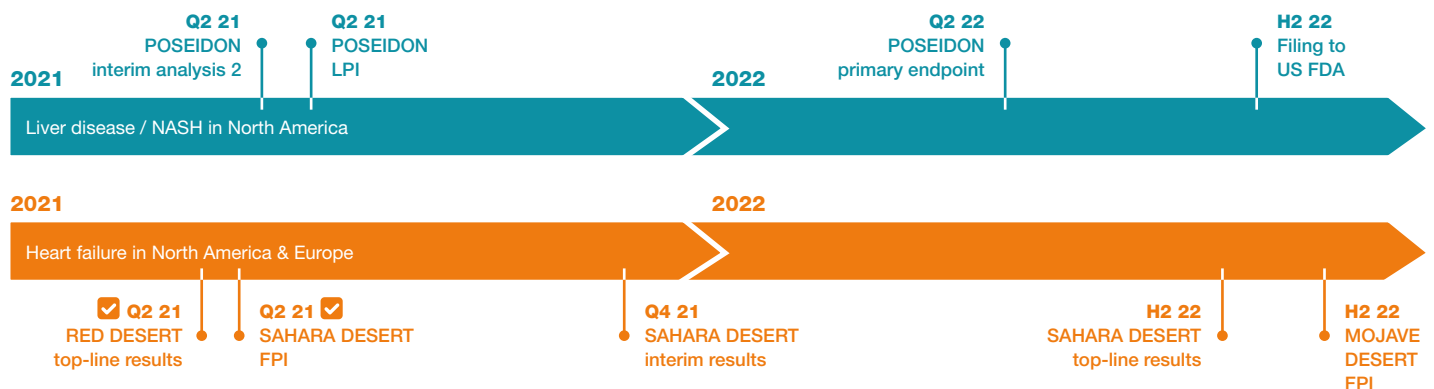 Q2 21
POSEIDON
interim analysis 2
Q2 21
POSEIDON
LPI
Q2 22
POSEIDON
primary endpoint
H2 22
Filing to
US FDA
2021
2022
Liver disease / NASH in North America
2021
2022
Heart failure in North America & Europe
Q2 21
RED DESERT
top-line results
Q2 21
SAHARA DESERT
FPI
Q4 21
SAHARA DESERT
interim results
H2 22
SAHARA DESERT
top-line results
H2 22
MOJAVE
DESERT
FPI